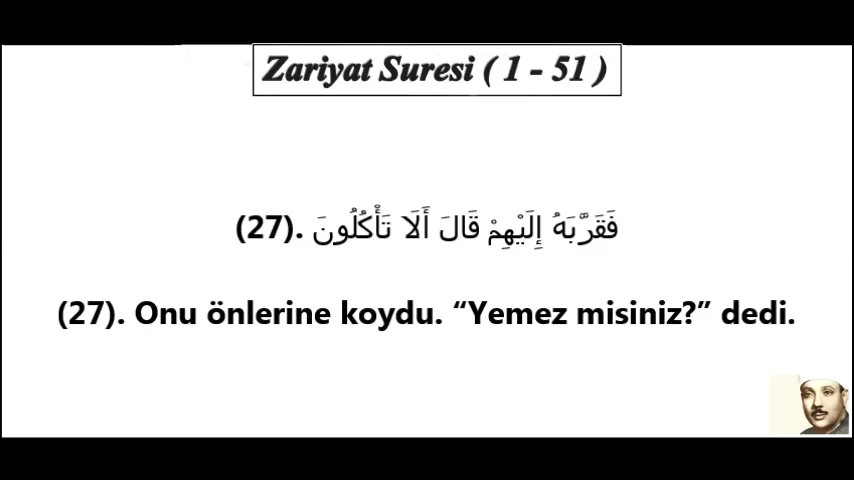 Zariyat Suresi ( 1 - 51 )
(27). فَقَرَّبَهُ إِلَيْهِمْ قَالَ أَلَا تَأْكُلُونَ
(27). Onu önlerine koydu. “Yemez misiniz?” dedi.